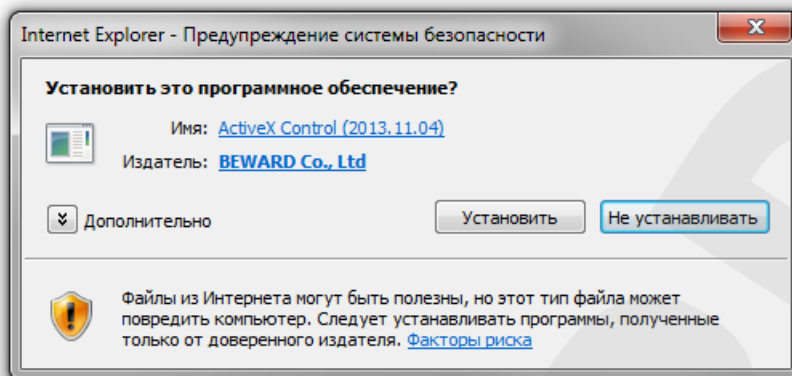 Internet Explorer - Предупреждение системы безопасности
Установить это программное обеспечение?
Имя: ActiveX Control (2013.11.04)
Издатель: BEWARD Co., Ltd
Дополнительно
Установить
Не устанавливать
Файлы из Интернета могут быть полезны, но этот тип файла может
повредить компьютер. Следует устанавливать программы, полученные
только от доверенного издателя. Факторы риска